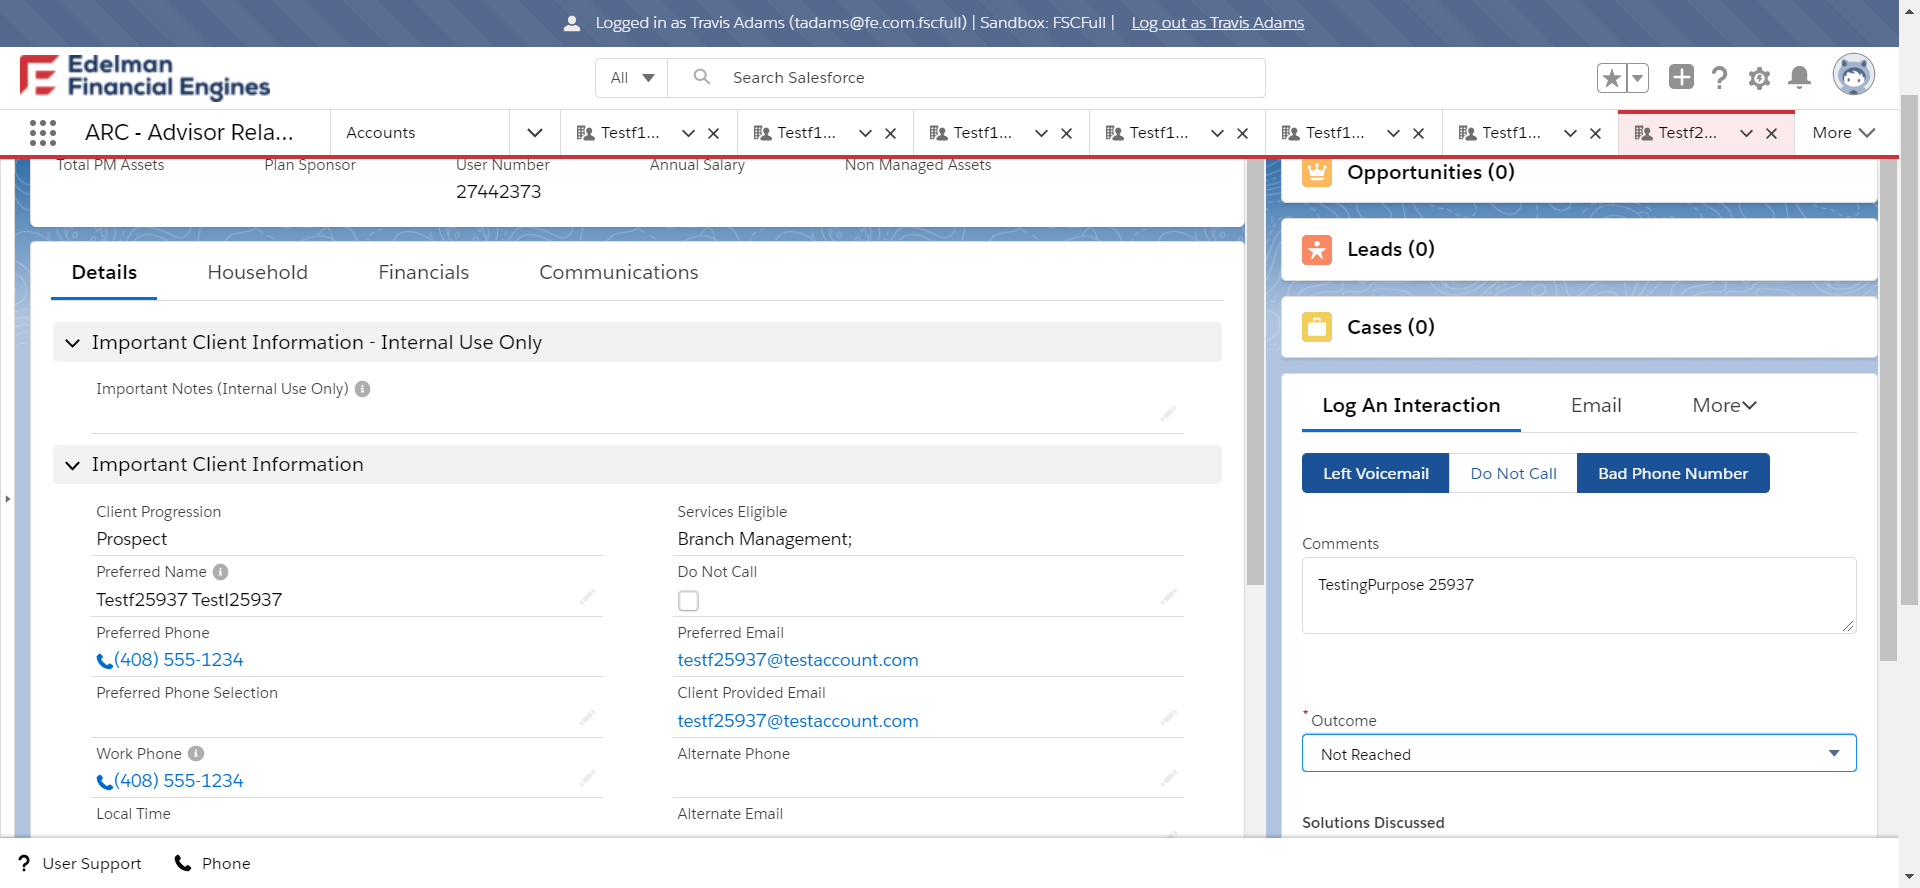 Logged in as Travis Adams (tadams@fe.com.fscfull) | Sandbox: FSCFull | Log out as Travis Adams
Edelman
Financial Engines
All
Search Salesforce
ARC - Advisor Rela...
Accounts
Testf1...
Testf1...
Testf1...
Testf1...
Testf1...
Testf1...
Testf2...
More
Total PM Assets
Plan Sponsor
User Number
Annual Salary
Non Managed Assets
27442373
Details
Household
Financials
Communications
Important Client Information - Internal Use Only
Important Notes (Internal Use Only)
Important Client Information
Client Progression
Prospect
Services Eligible
Branch Management;
Preferred Name
Testf25937 Testl25937
Do Not Call
Preferred Phone
(408) 555-1234
Preferred Email
testf25937@testaccount.com
Preferred Phone Selection
Client Provided Email
testf25937@testaccount.com
Work Phone
(408) 555-1234
Alternate Phone
Local Time
Alternate Email
Opportunities (0)
Leads (0)
Cases (0)
Log An Interaction
Email
More
Left Voicemail
Do Not Call
Bad Phone Number
Comments
TestingPurpose 25937
* Outcome
Not Reached
Solutions Discussed
? User Support
Phone